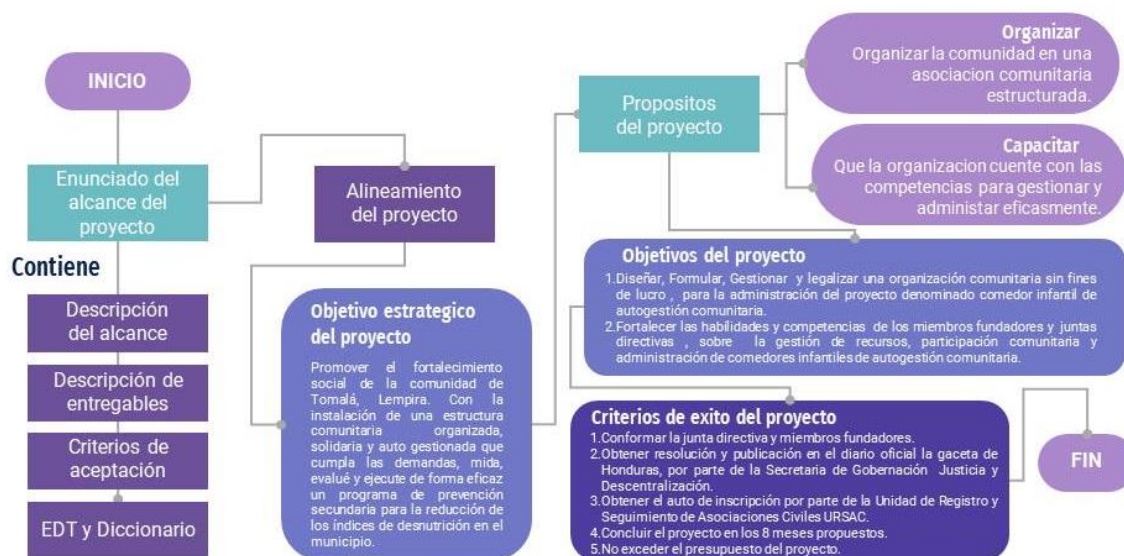 INICIO
Enunciado del
alcance del
proyecto
Contiene
Descripción
del alcance
Descripción de
entregables
Criterios de
aceptación
EDT y Diccionario
Alineamiento
del proyecto
Objetivo estrategico
del proyecto
Promover el fortalecimiento
social de la comunidad de
Tomalá, Lempira. Con la
instalación de una estructura
comunitaria organizada,
solidaria y auto gestionada que
cumpla las demandas, mida,
evalué y ejecute de forma eficaz
un programa de prevención
secundaria para la reducción de
los índices de desnutrición en el
municipio.
Propositos
del proyecto
Organizar
Organizar la comunidad en una
asociacion comunitaria
estructurada.
Capacitar
Que la organizacion cuente con las
competencias para gestionar y
administar eficasmente.
Objetivos del proyecto
1.Diseñar, Formular, Gestionar y legalizar una organización comunitaria sin fines
de lucro , para la administración del proyecto denominado comedor infantil de
autogestión comunitaria.
2.Fortalecer las habilidades y competencias de los miembros fundadores y juntas
directivas , sobre la gestión de recursos, participación comunitaria y
administración de comedores infantiles de autogestión comunitaria.
Criterios de exito del proyecto
1.Conformar la junta directiva y miembros fundadores.
2.Obtener resolución y publicación en el diario oficial la gaceta de
Honduras, por parte de la Secretaria de Gobernación Justicia y
Descentralización.
3.Obtener el auto de inscripción por parte de la Unidad de Registro y
Seguimiento de Asociaciones Civiles URSAC.
4.Concluir el proyecto en los 8 meses propuestos.
5.No exceder el presupuesto del proyecto.
FIN